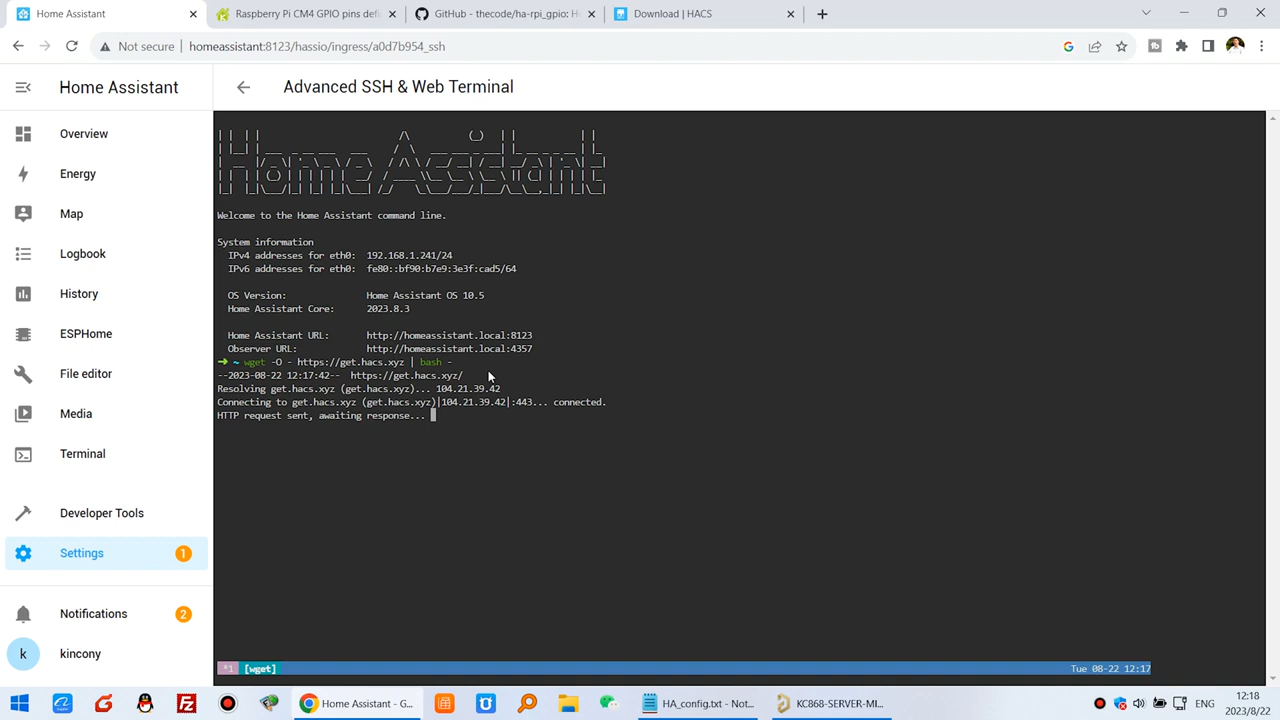 Home Assistant
Raspberry Pi CM4 GPIO pins defi
GitHub - thecode/ha-rpi_gpio: H
Download | HACS
Not secure
homeassistant:8123/hassio/ingress/a0d7b954_ssh
Home Assistant
Advanced SSH & Web Terminal
Overview
Energy
Map
Logbook
History
ESPHome
File editor
Media
Terminal
Developer Tools
Settings
1
Notifications
2
k
kincony
Home Assistant
Welcome to the Home Assistant command line.
System information
IPv4 addresses for eth0: 192.168.1.241/24
IPv6 addresses for eth0: fe80::bf90:b7e9:3e3f:cad5/64
OS Version: Home Assistant OS 10.5
Home Assistant Core: 2023.8.3
Home Assistant URL: http://homeassistant.local:8123
Observer URL: http://homeassistant.local:4357
➜ ~ wget -O - https://get.hacs.xyz | bash -
--2023-08-22 12:17:42-- https://get.hacs.xyz/
Resolving get.hacs.xyz (get.hacs.xyz)... 104.21.39.42
Connecting to get.hacs.xyz (get.hacs.xyz)|104.21.39.42|:443... connected.
HTTP request sent, awaiting response...
*1 [wget]
Tue 08-22 12:17
Home Assistant - G...
HA_config.txt - Not...
KC868-SERVER-MI...
ENG
12:18
2023/8/22